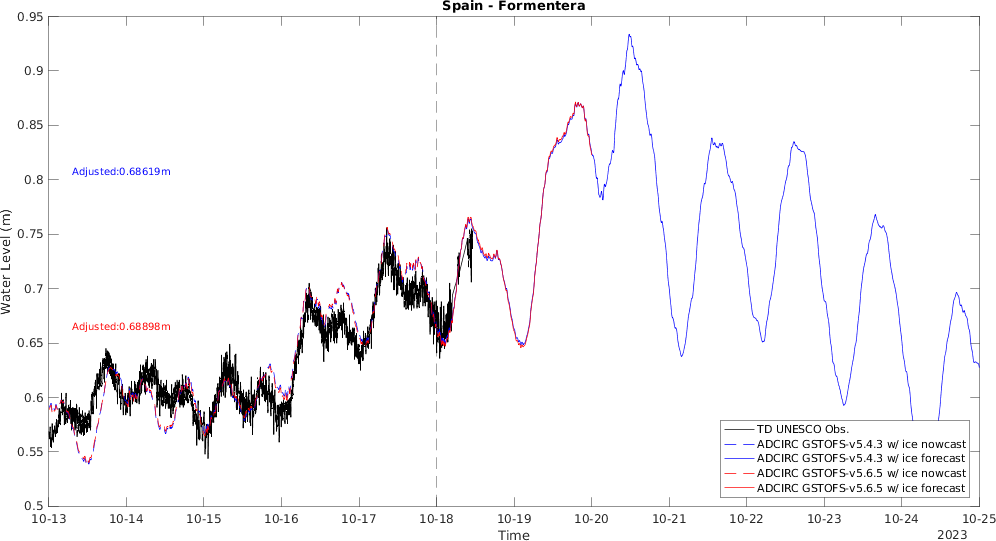 Spain - Formentera
0.95
0.9
0.85
0.8
0.75
0.7
0.65
0.6
0.55
0.5
Water Level (m)
Adjusted:0.68619m
Adjusted:0.68898m
TD UNESCO Obs.
ADCIRC GSTOFS-v5.4.3 w/ ice nowcast
ADCIRC GSTOFS-v5.4.3 w/ ice forecast
ADCIRC GSTOFS-v5.6.5 w/ ice nowcast
ADCIRC GSTOFS-v5.6.5 w/ ice forecast
10-13 10-14 10-15 10-16 10-17 10-18 10-19 10-20 10-21 10-22 10-23 10-24 10-25
Time
2023